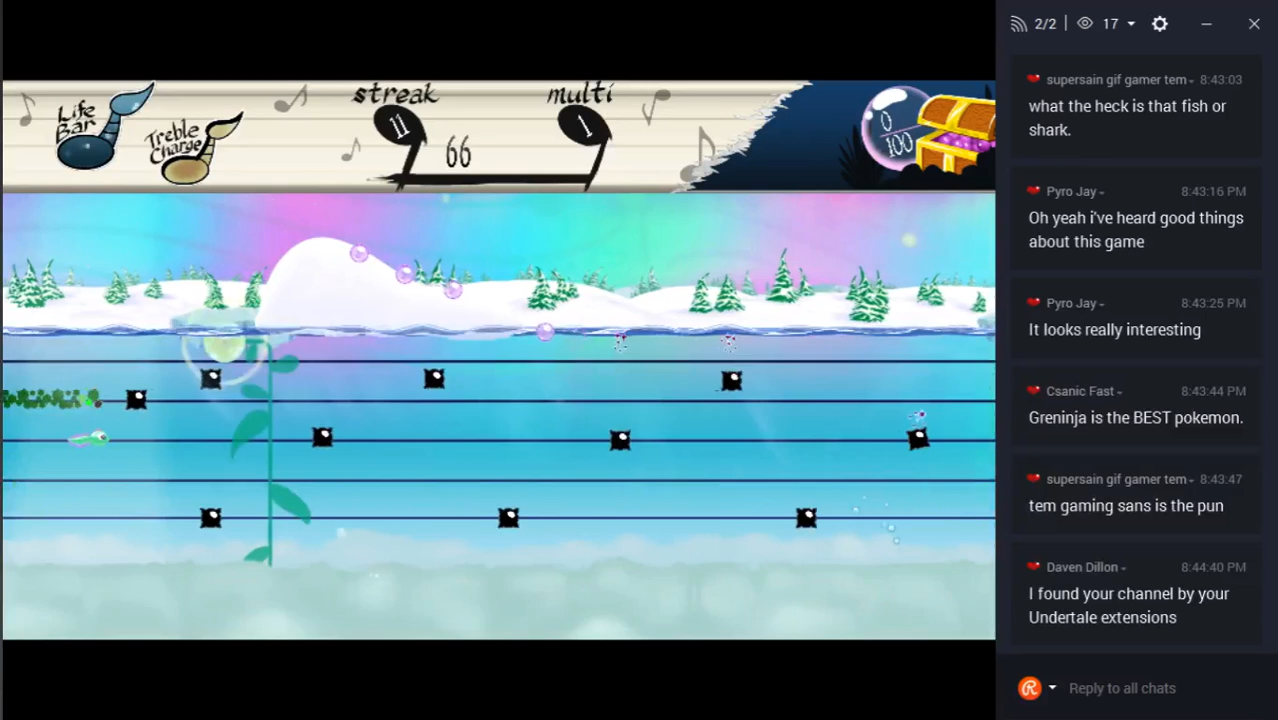 Life
Bar
Treble
Charge
streak
11
66
multi
1
0
100
2/2 | 17
supersain gif gamer tem 8:43:03
what the heck is that fish or
shark.
Pyro Jay 8:43:16 PM
Oh yeah i've heard good things
about this game
Pyro Jay 8:43:25 PM
It looks really interesting
Csanic Fast 8:43:44 PM
Greninja is the BEST pokemon.
supersain gif gamer tem 8:43:47
tem gaming sans is the pun
Daven Dillon 8:44:40 PM
I found your channel by your
Undertale extensions
Reply to all chats